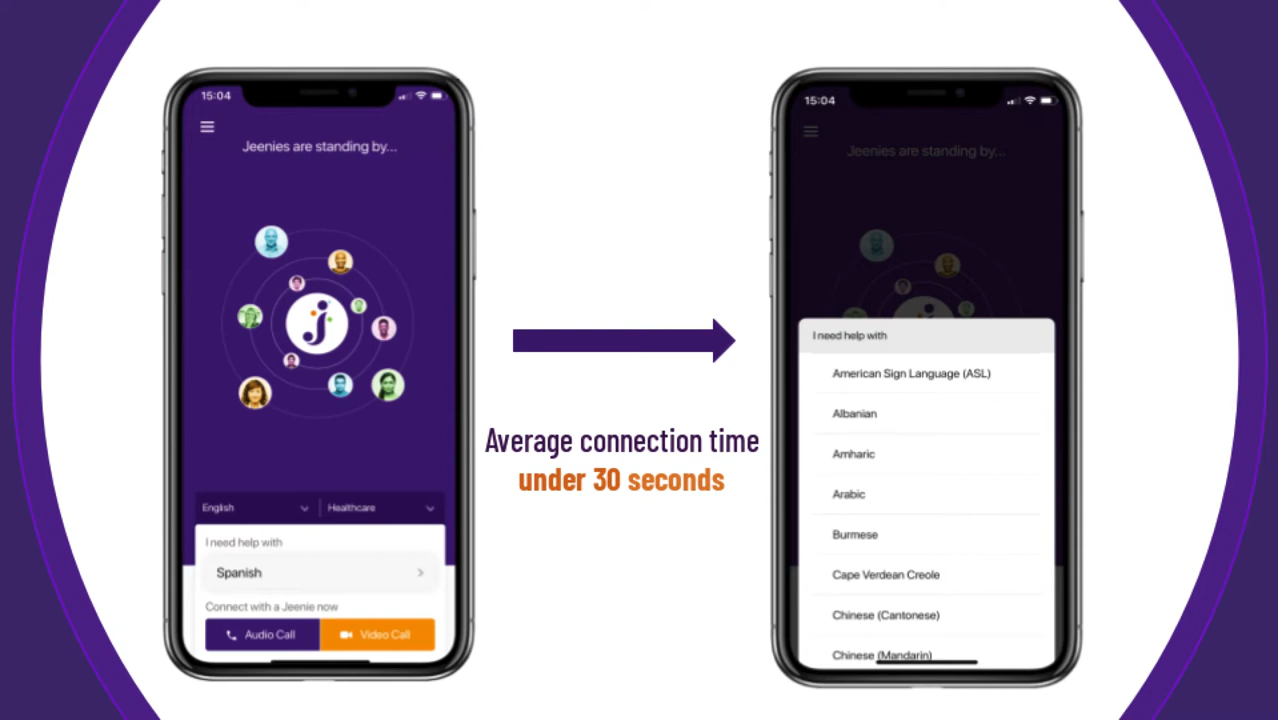 15:04
Jeenies are standing by...
j
English
Healthcare
I need help with
Spanish
Connect with a Jeenie now
Audio Call
Video Call
Average connection time
under 30 seconds
15:04
Jeenies are standing by...
I need help with
American Sign Language (ASL)
Albanian
Amharic
Arabic
Burmese
Cape Verdean Creole
Chinese (Cantonese)
Chinese (Mandarin)